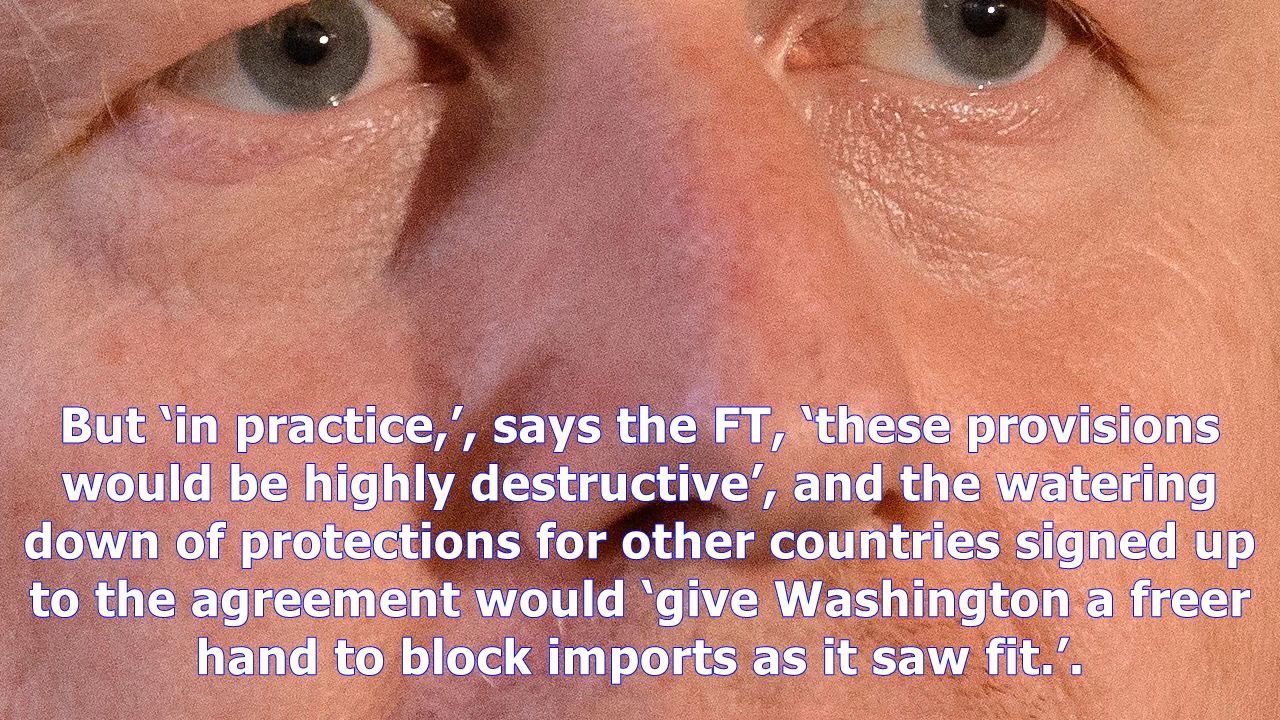 But ‘in practice,’, says the FT, ‘these provisions
would be highly destructive’, and the watering
down of protections for other countries signed up
to the agreement would ‘give Washington a freer
hand to block imports as it saw fit.’.